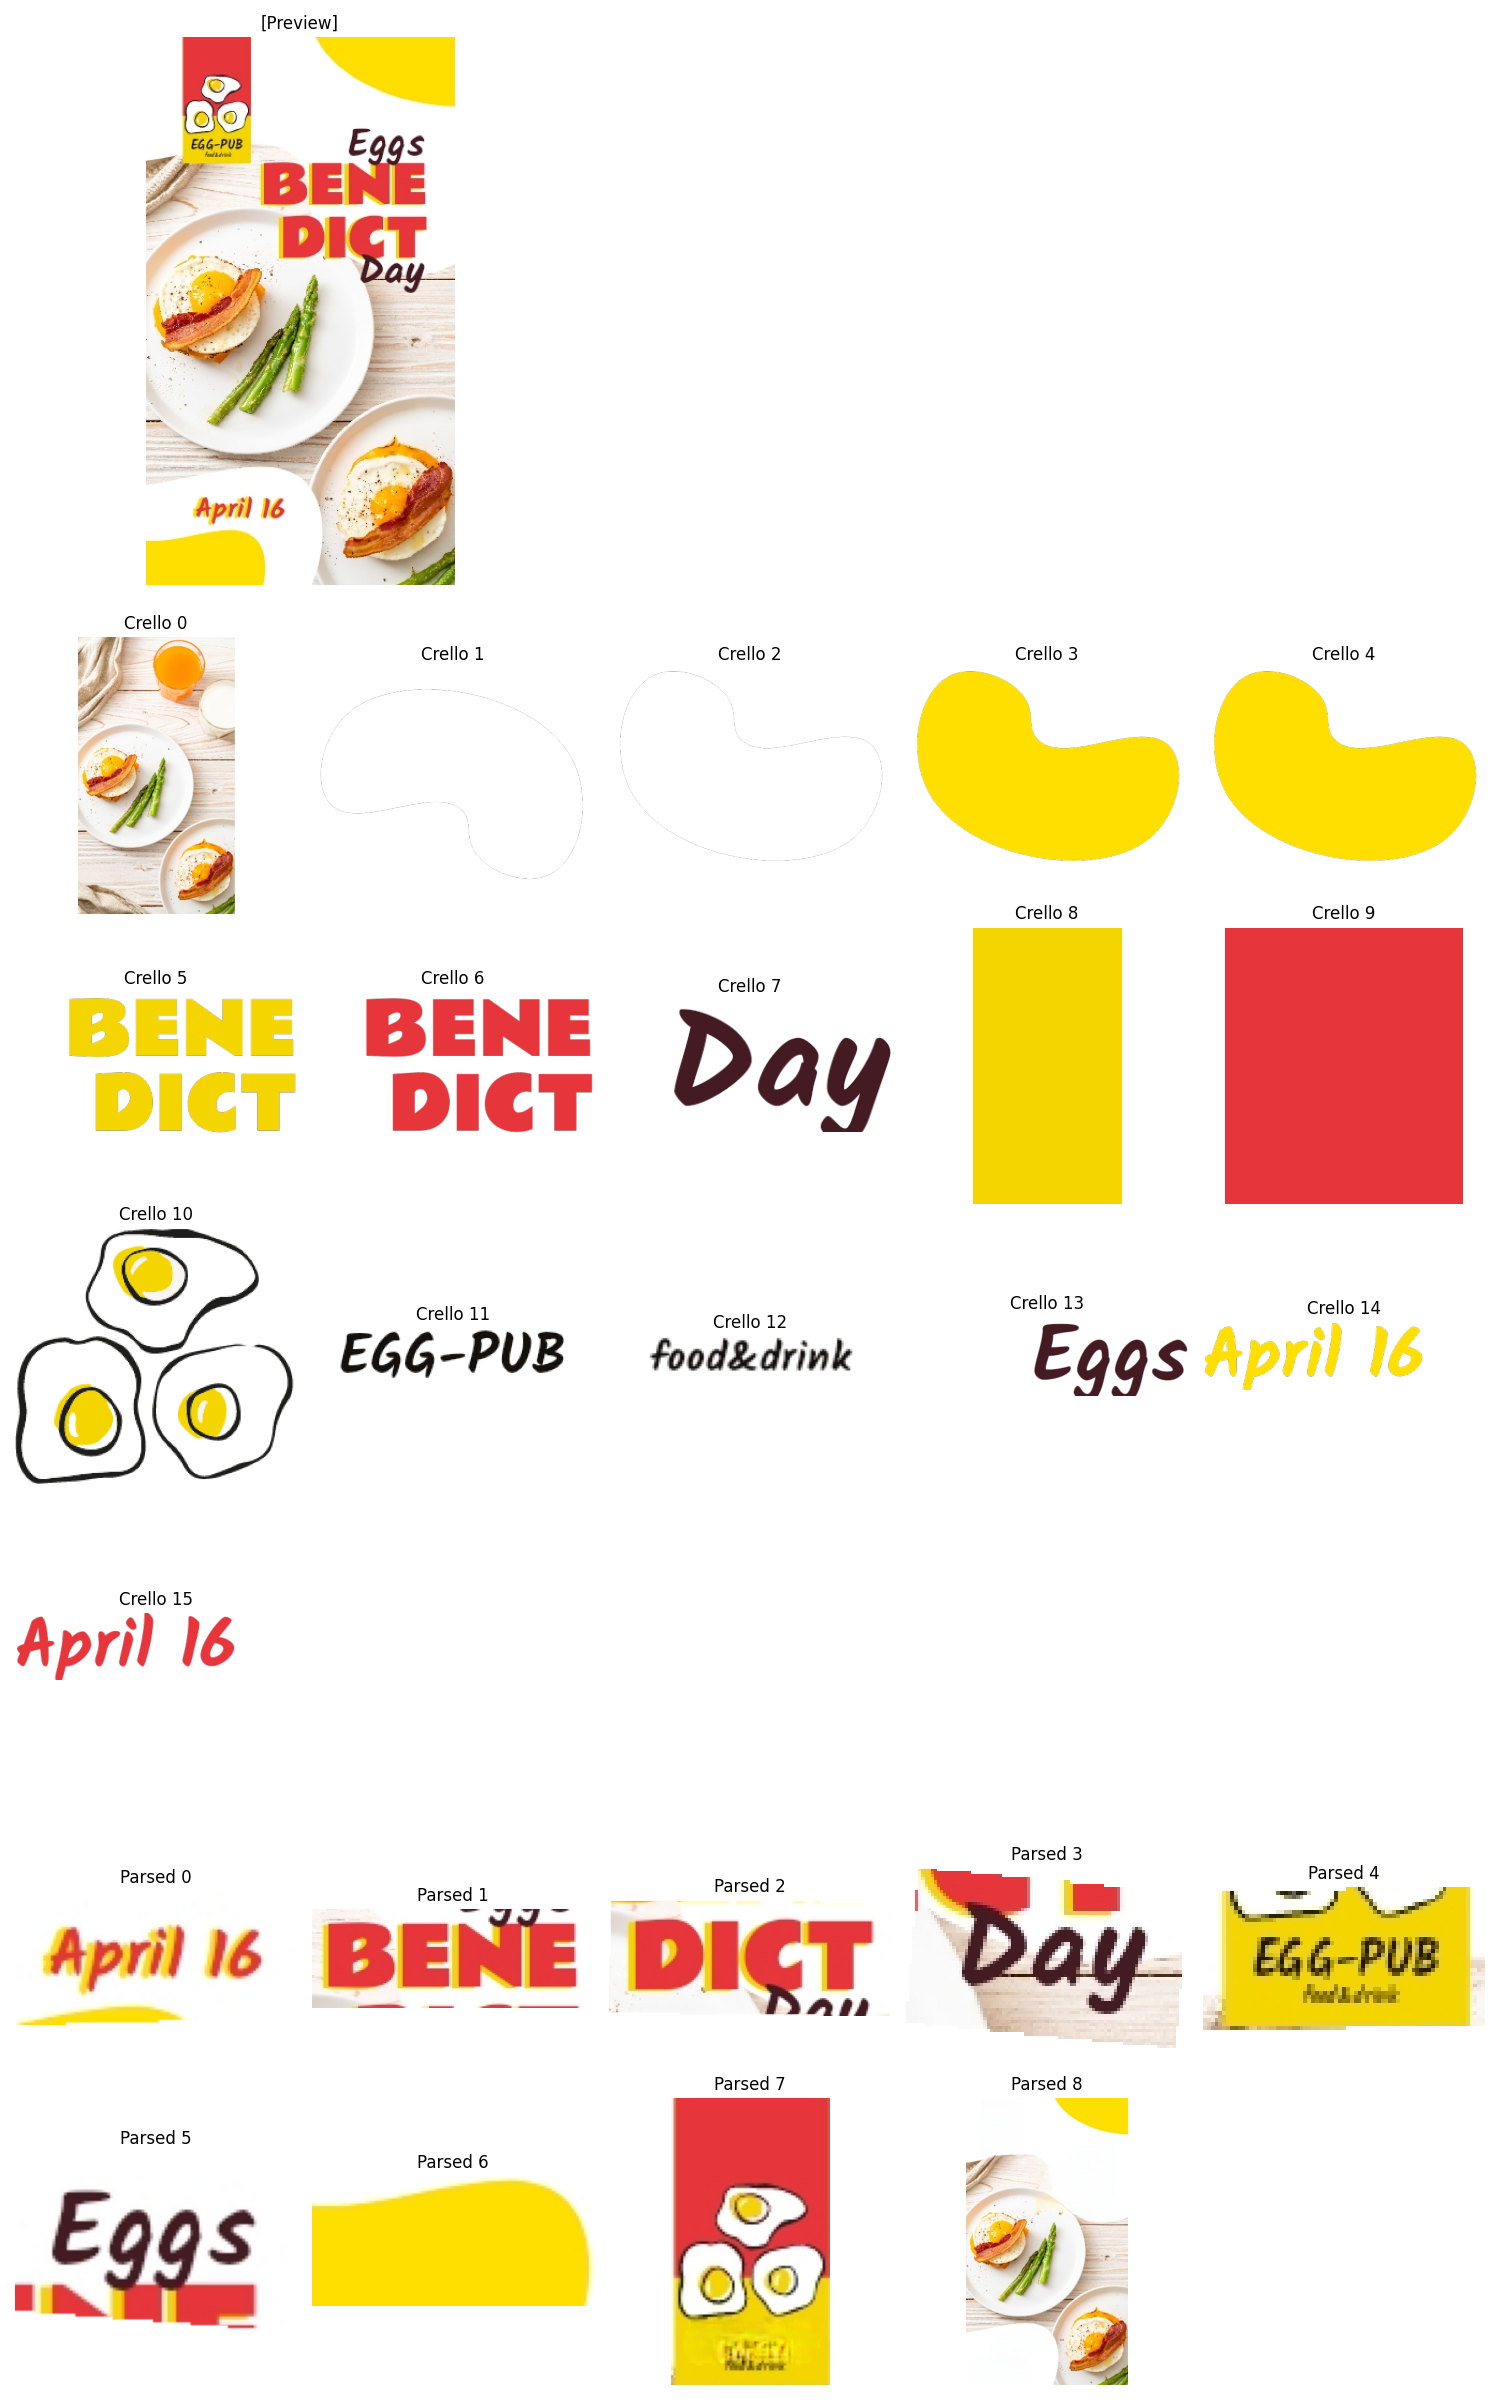 [Preview]
EGG-PUB
food&drink
Eggs
BENE
DICT
Day
April 16
Crello 0
Crello 1
Crello 2
Crello 3
Crello 4
Crello 5
Crello 6
Crello 7
Crello 8
Crello 9
BENE
DICT
BENE
DICT
Day
Crello 10
Crello 11
Crello 12
Crello 13
Crello 14
EGG-PUB
food&drink
Eggs
April 16
Crello 15
April 16
Parsed 0
Parsed 1
Parsed 2
Parsed 3
Parsed 4
April 16
Eggs
BENE
DICT
Day
Day
EGG-PUB
food&drink
Parsed 5
Parsed 6
Parsed 7
Parsed 8
Eggs
food&drink